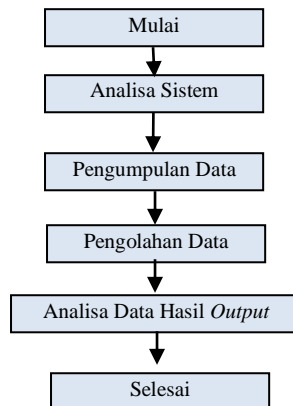 Mulai
Analisa Sistem
Pengumpulan Data
Pengolahan Data
Analisa Data Hasil Output
Selesai